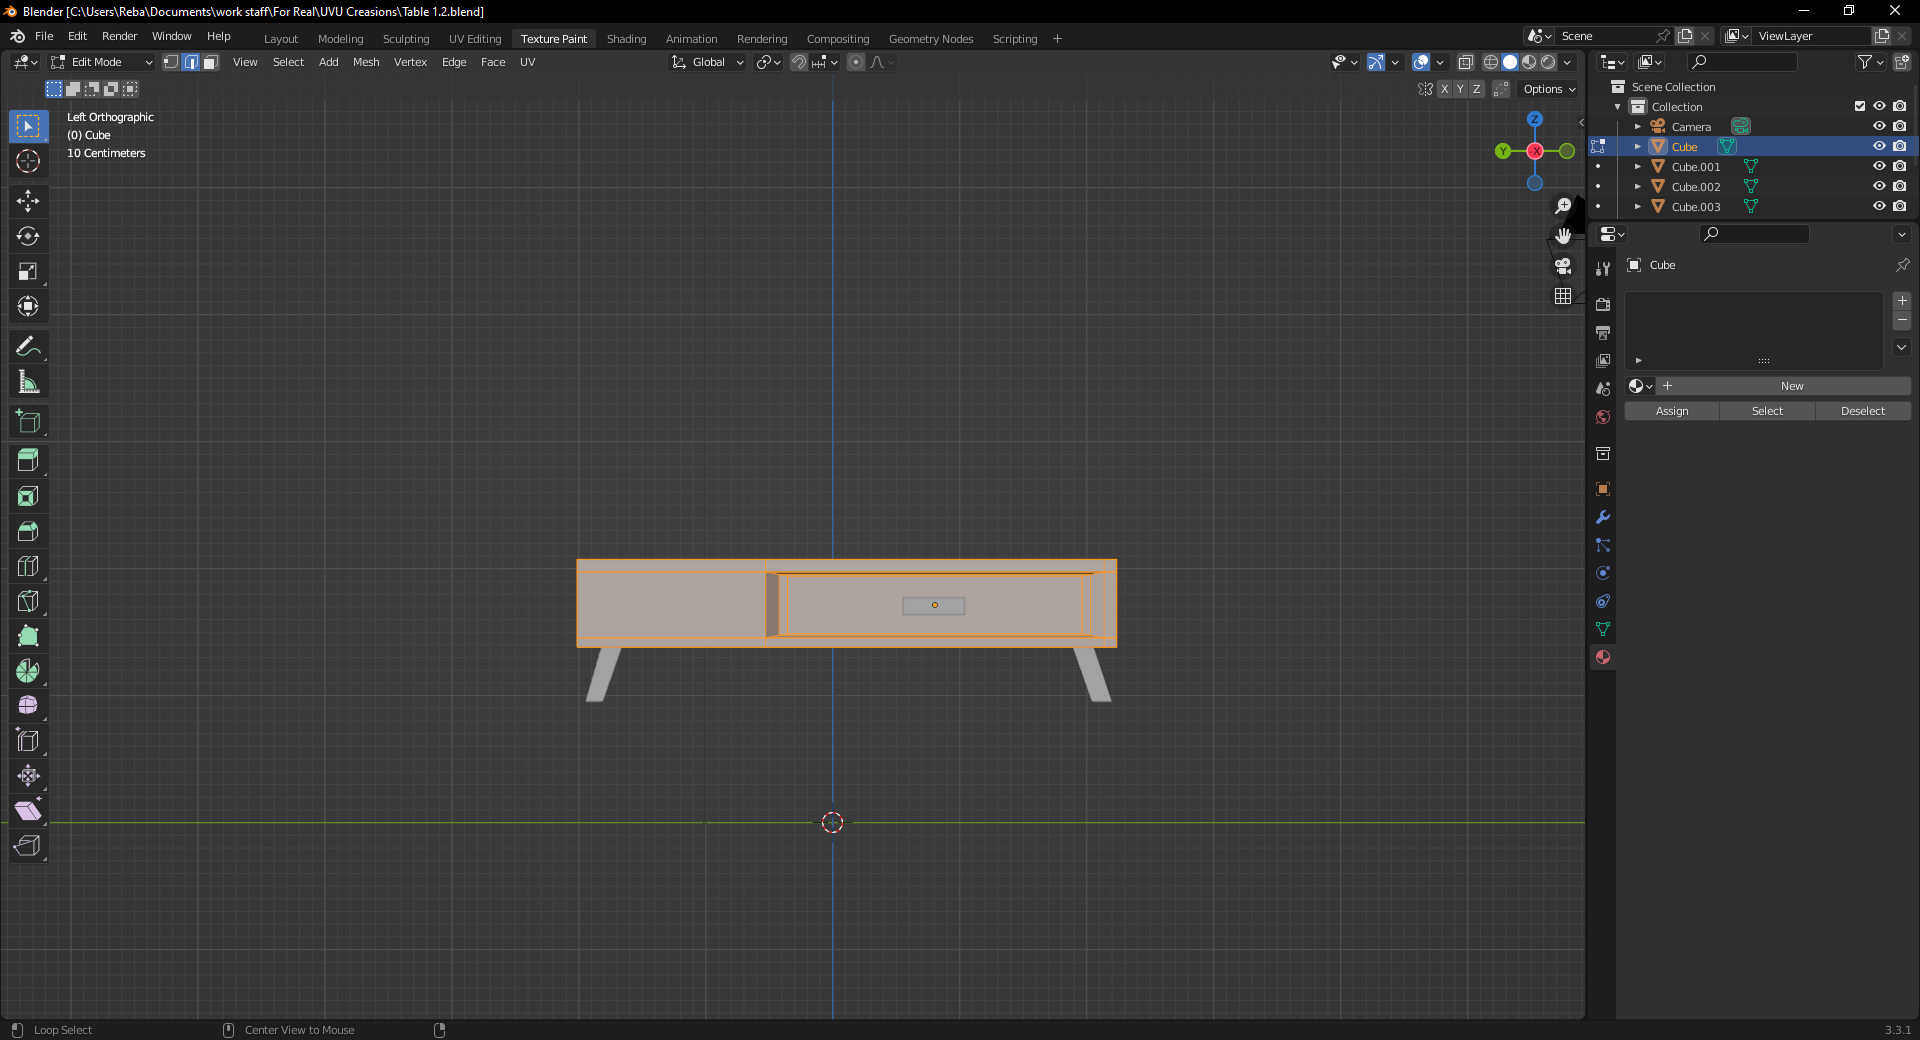 Blender [C:\Users\Reba\Documents\work staff\For Real\UVU Creasions\Table 1.2.blend]
File Edit Render Window Help Layout Modeling Sculpting UV Editing Texture Paint Shading Animation Rendering Compositing Geometry Nodes Scripting Scene ViewLayer
Edit Mode View Select Add Mesh Vertex Edge Face UV Global
X Y Z Options
Left Orthographic
(0) Cube
10 Centimeters
Z
Y
-X
Scene Collection
Collection
Camera
Cube
Cube.001
Cube.002
Cube.003
Cube
New
Assign Select Deselect
Loop Select Center View to Mouse 3.3.1